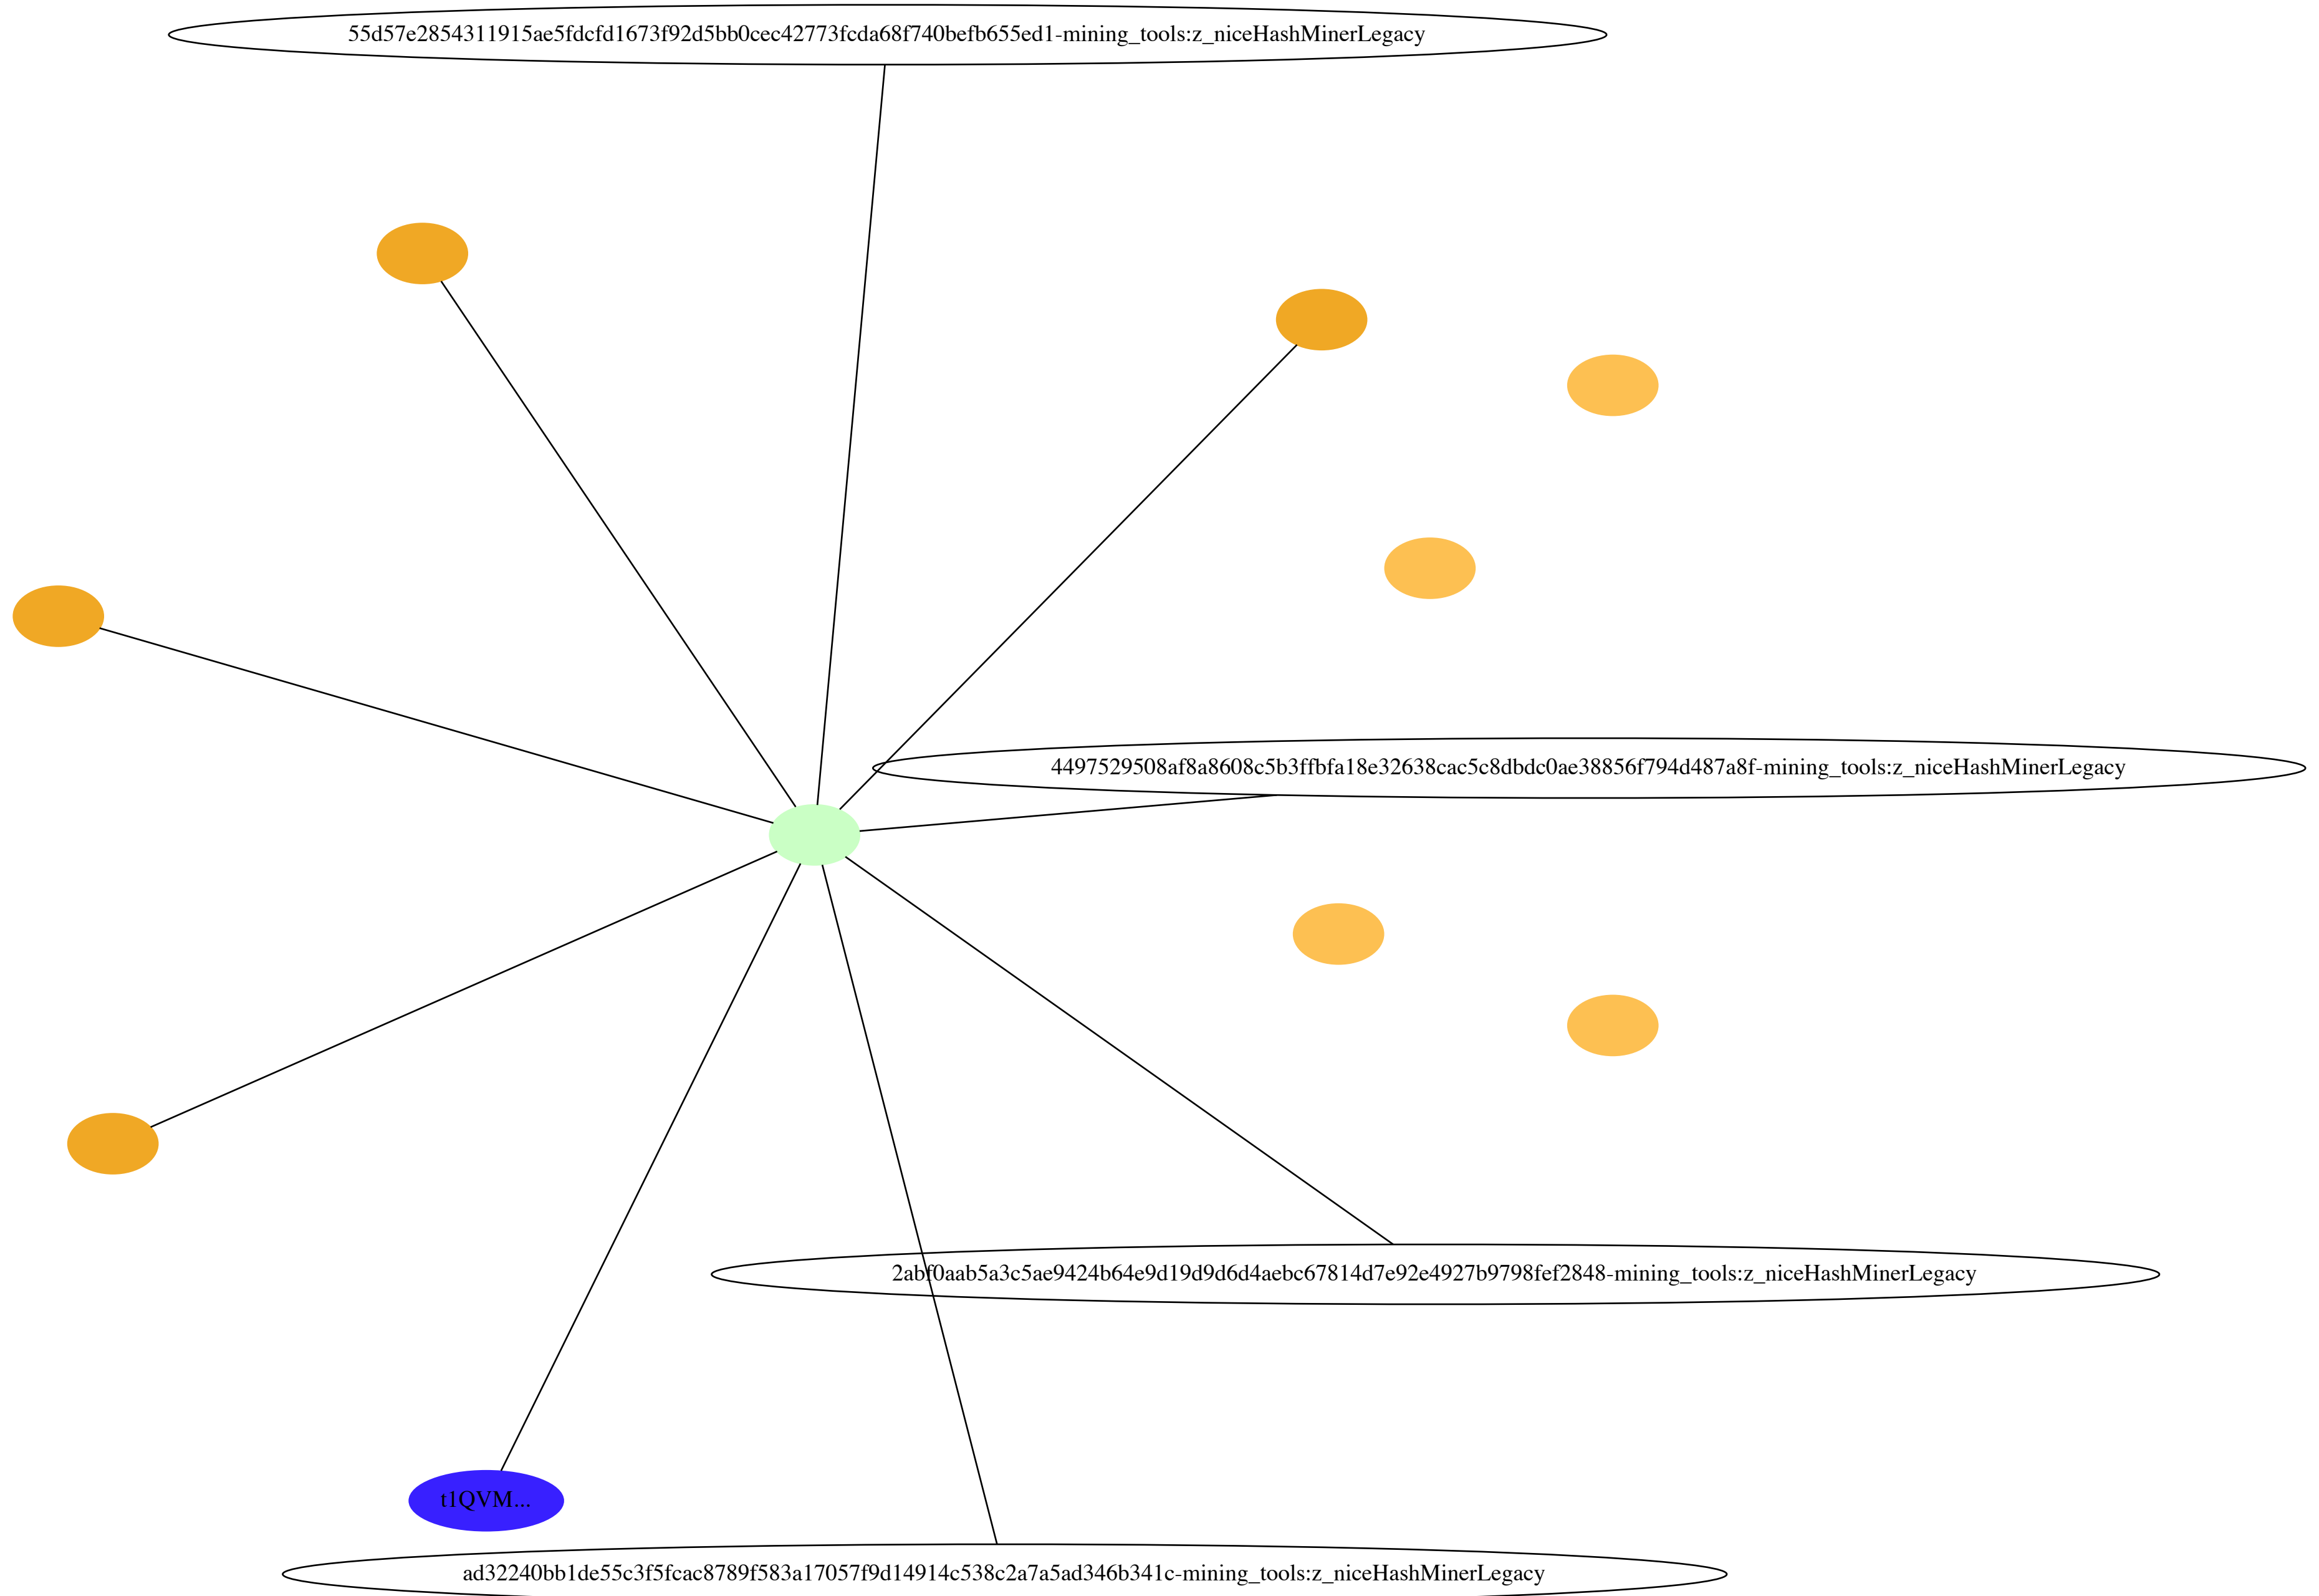 55d57e2854311915ae5fdcfd1673f92d5bb0cec42773fcda68f740befb655ed1-mining_tools:z_niceHashMinerLegacy
4497529508af8a8608c5b3ffbfa18e32638cac5c8dbdc0ae38856f794d487a8f-mining_tools:z_niceHashMinerLegacy
2abf0aab5a3c5ae9424b64e9d19d9d6d4aebc67814d7e92e4927b9798fef2848-mining_tools:z_niceHashMinerLegacy
t1QVM...
ad32240bb1de55c3f5fcac8789f583a17057f9d14914c538c2a7a5ad346b341c-mining_tools:z_niceHashMinerLegacy